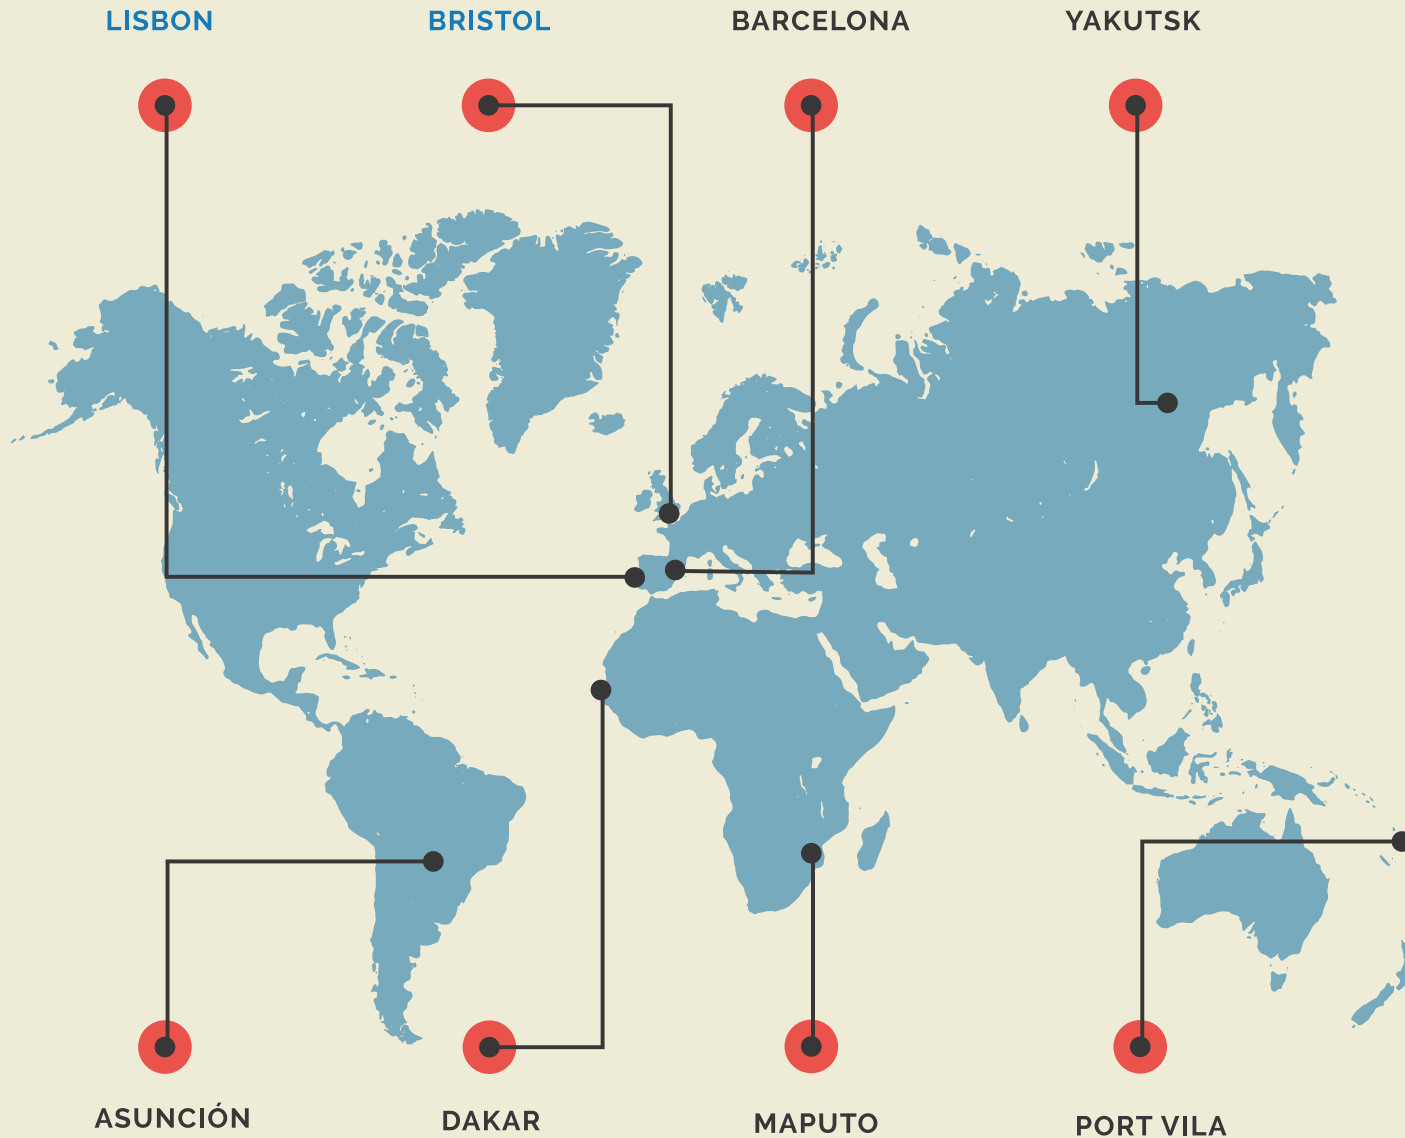 LISBON
BRISTOL
BARCELONA
YAKUTSK
ASUNCIÓN
DAKAR
MAPUTO
PORT VILA